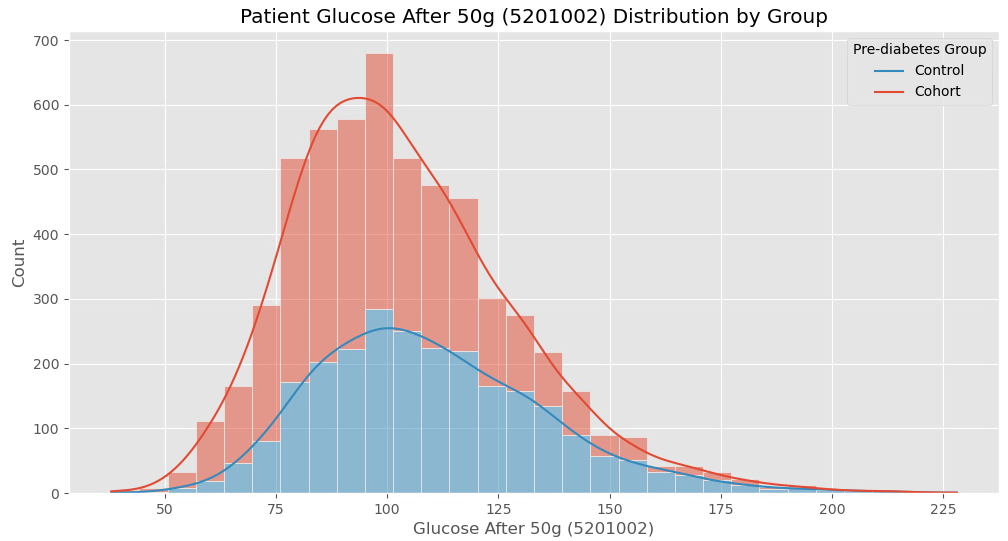 Patient Glucose After 50g (5201002) Distribution by Group
Pre-diabetes Group
Control
Cohort
Count
700
600
500
400
300
200
100
0
50
75
100
125
150
175
200
225
Glucose After 50g (5201002)